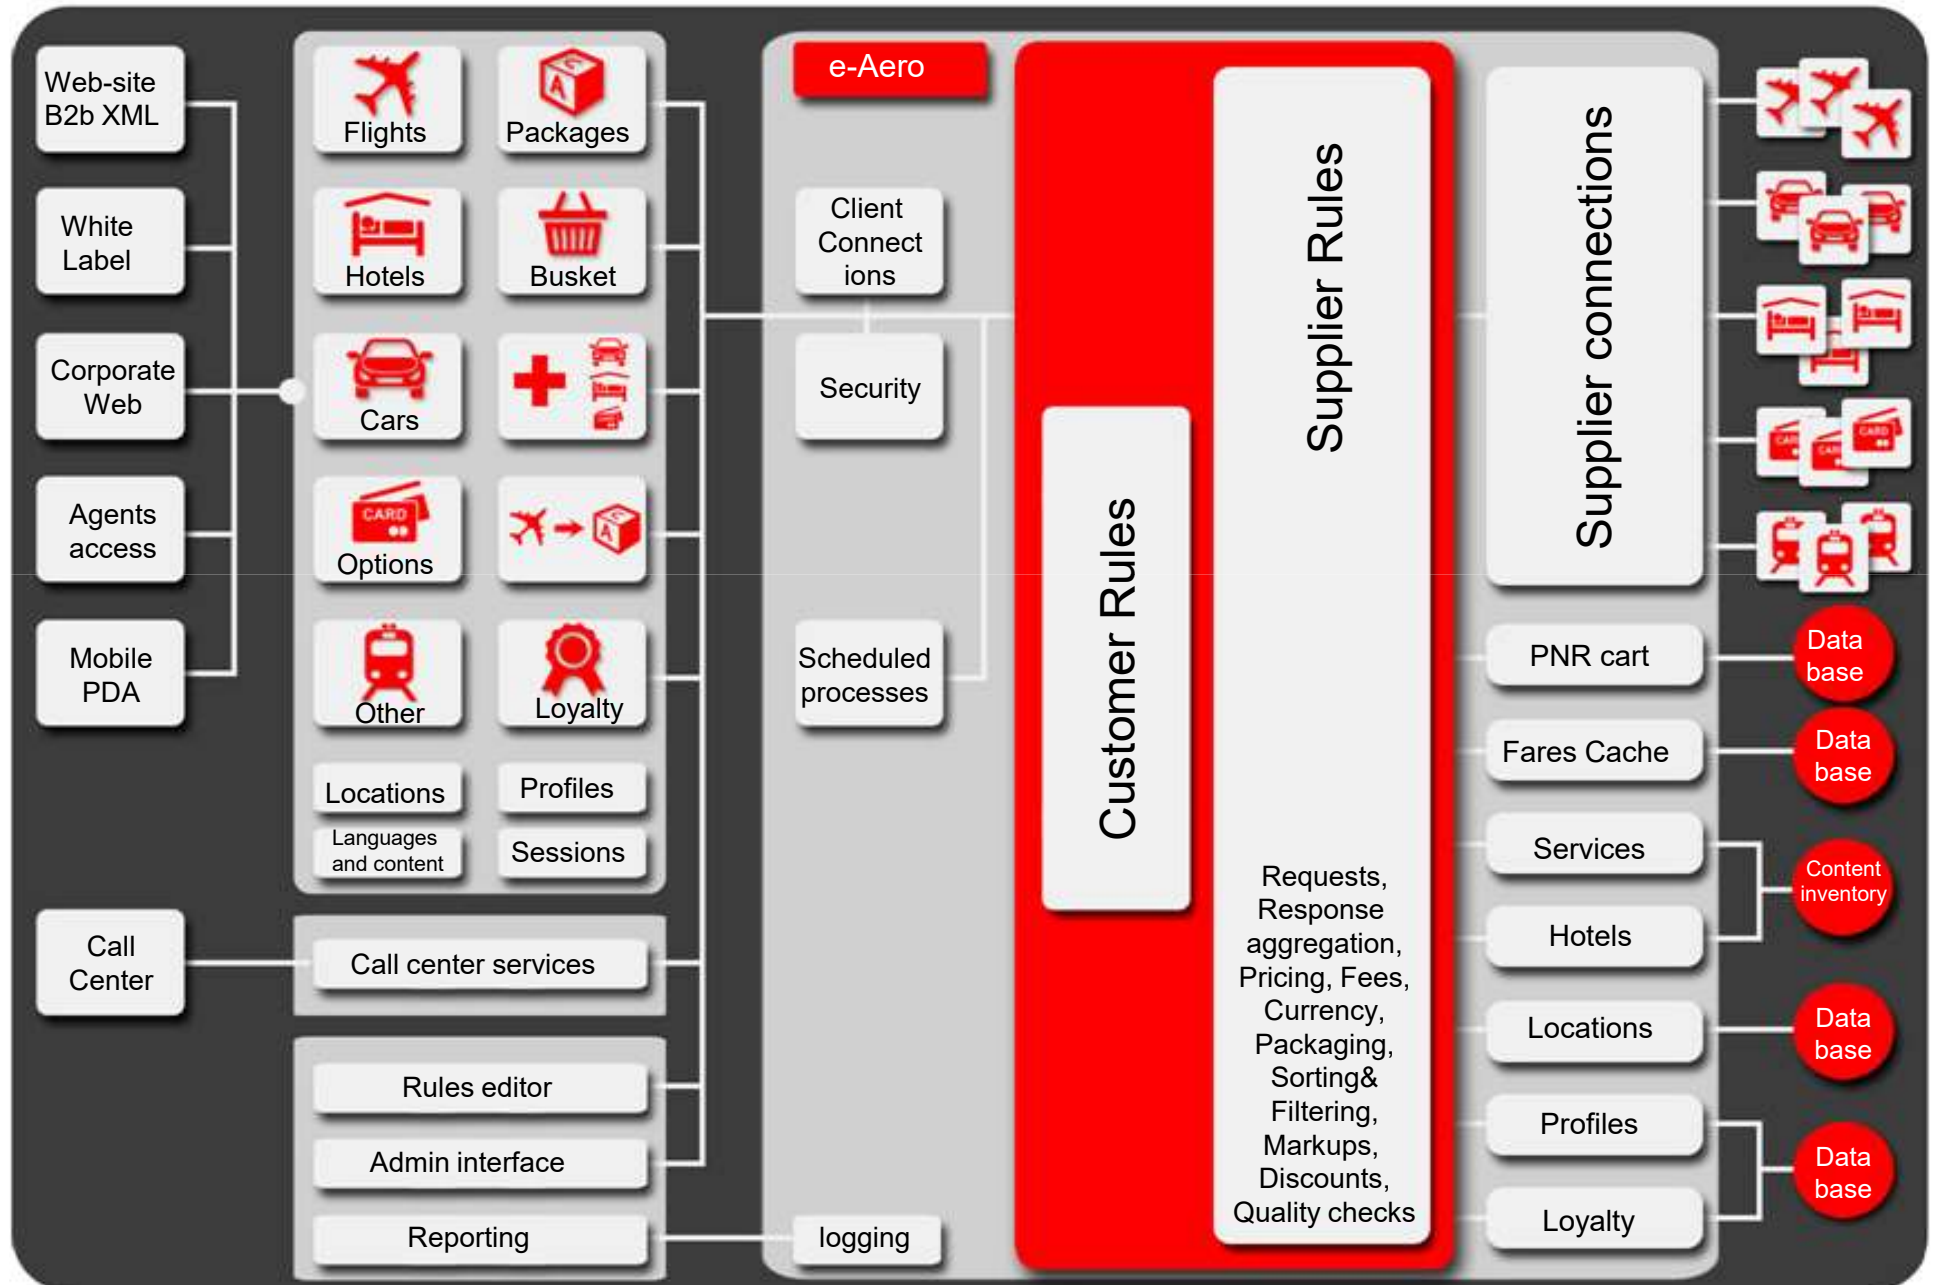 Web-site
B2b XML
White
Label
Corporate
Web
Agents
access
Mobile
PDA
Call
Center
Flights
Packages
Hotels
Busket
Cars
CARD
Options
C
A
Other
Loyalty
Locations
Profiles
Languages
and content
Sessions
Call center services
Rules editor
Admin interface
Reporting
e-Aero
Client
Connect
ions
Security
Scheduled
processes
logging
Customer Rules
Supplier Rules
Requests,
Response
aggregation,
Pricing, Fees,
Currency,
Packaging,
Sorting&
Filtering,
Markups,
Discounts,
Quality checks
Supplier connections
PNR cart
Fares Cache
Services
Hotels
Locations
Profiles
Loyalty
CARD
Data
base
Data
base
Content
inventory
Data
base
Data
base